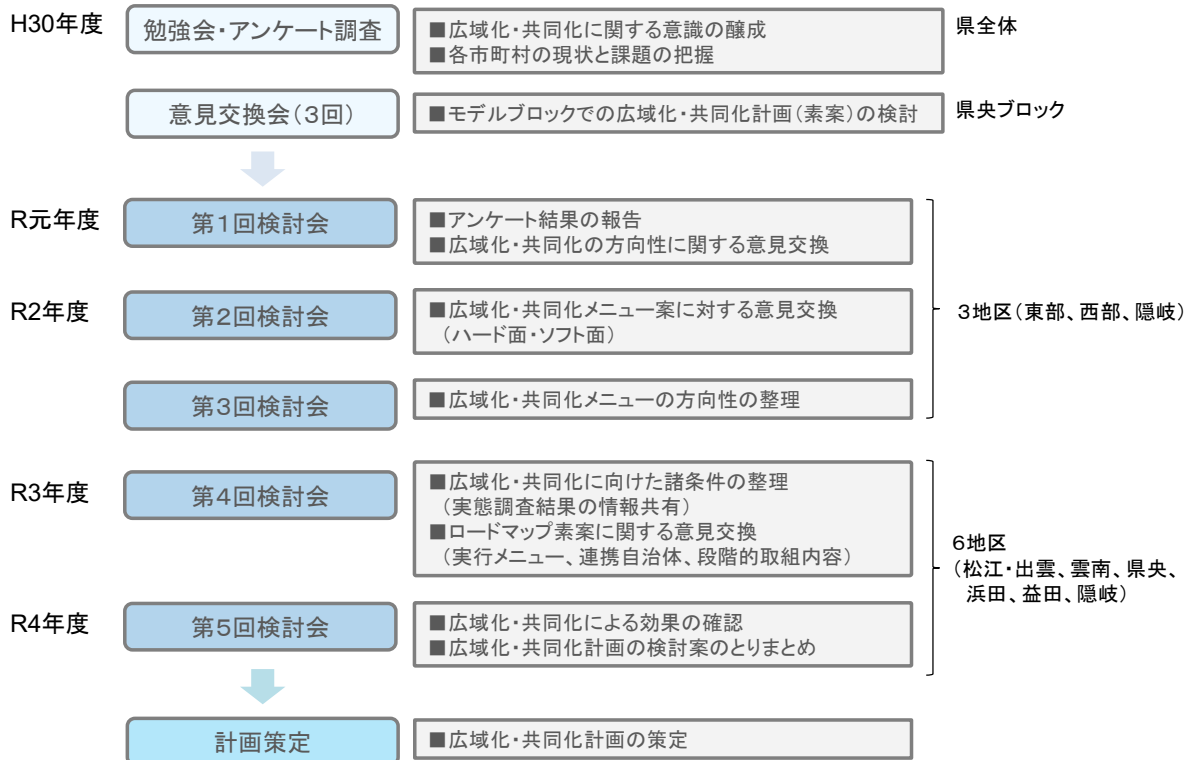 H30年度
勉強会・アンケート調査
■広域化・共同化に関する意識の醸成
■各市町村の現状と課題の把握
県全体
意見交換会(3回)
■モデルブロックでの広域化・共同化計画(素案)の検討
県央ブロック
R元年度
第1回検討会
■アンケート結果の報告
■広域化・共同化の方向性に関する意見交換
R2年度
第2回検討会
■広域化・共同化メニュー案に対する意見交換
(ハード面・ソフト面)
3地区(東部、西部、隠岐)
第3回検討会
■広域化・共同化メニューの方向性の整理
R3年度
第4回検討会
■広域化・共同化に向けた諸条件の整理
(実態調査結果の情報共有)
■ロードマップ素案に関する意見交換
(実行メニュー、連携自治体、段階的取組内容)
6地区
(松江・出雲、雲南、県央、
浜田、益田、隠岐)
R4年度
第5回検討会
■広域化・共同化による効果の確認
■広域化・共同化計画の検討案のとりまとめ
計画策定
■広域化・共同化計画の策定